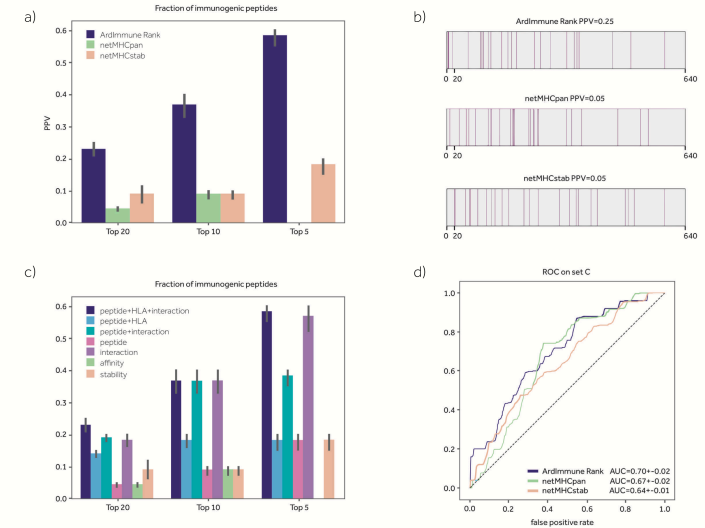 a)
Fraction of immunogenic peptides
0.6
0.5
0.4
0.3
0.2
0.1
0.0
PPV
ArdImmune Rank
netMHCpan
netMHCstab
Top 20
Top 10
Top 5
b)
ArdImmune Rank PPV=0.25
0 20 640
netMHCpan PPV=0.05
0 20 640
netMHCstab PPV=0.05
0 20 640
c)
Fraction of immunogenic peptides
0.6
0.5
0.4
0.3
0.2
0.1
0.0
peptide+HLA+interaction
peptide+HLA
peptide+interaction
peptide
interaction
affinity
stability
Top 20
Top 10
Top 5
d)
ROC on set C
1.0
0.8
0.6
0.4
0.2
0.0
ArdImmune Rank AUC=0.70+-0.02
netMHCpan AUC=0.67+-0.02
netMHCstab AUC=0.64+-0.01
0.0 0.2 0.4 0.6 0.8 1.0
false positive rate